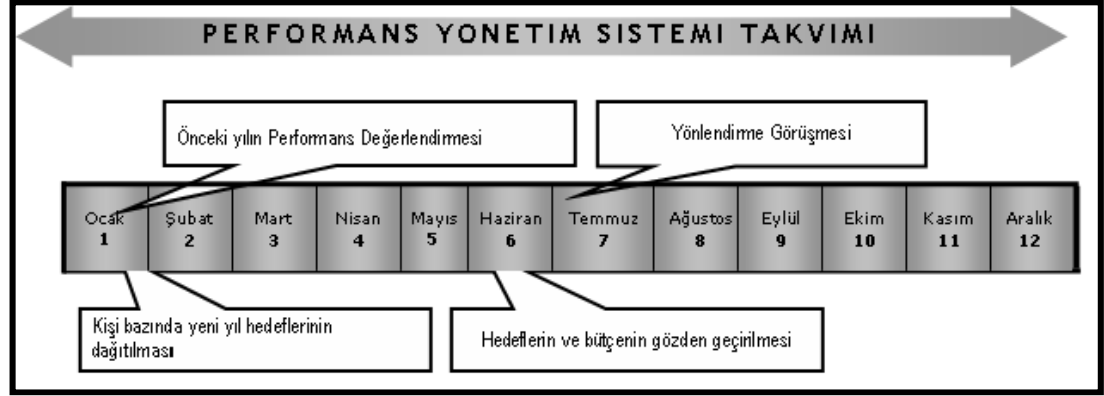 PERFORMANS YONETIM SISTEMI TAKVIMI
Önceki yılın Performans Değerlendirmesi
Yönlendirme Görüşmesi
Ocak Şubat Mart Nisan Mayıs Haziran Temmuz Ağustos Eylül Ekim Kasım Aralık
1 2 3 4 5 6 7 8 9 10 11 12
Kişi bazında yeni yıl hedeflerinin
dağıtılması
Hedeflerin ve bütçenin gözden geçirilmesi